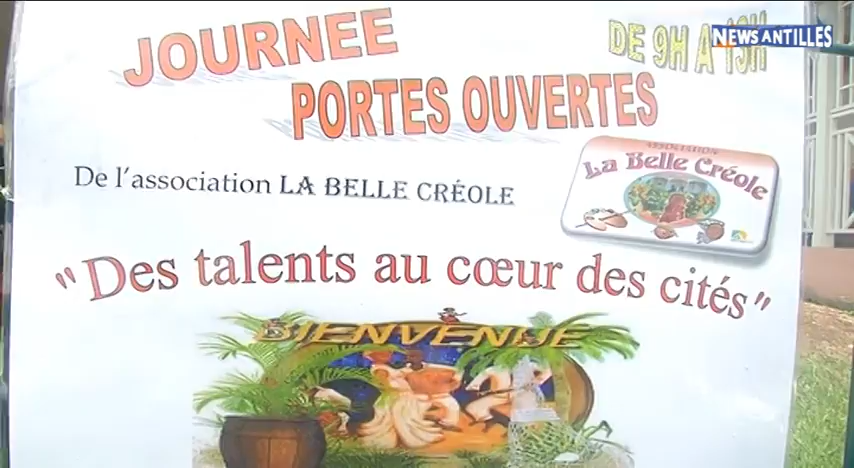 NEWS ANTILLES
JOURNEE
DE 9H A
PORTES OUVERTES
ASSOCIATION
La Belle Créole
De l'association LA BELLE CRÉOLE
"Des talents au cœur des cités"
BIENVENUE